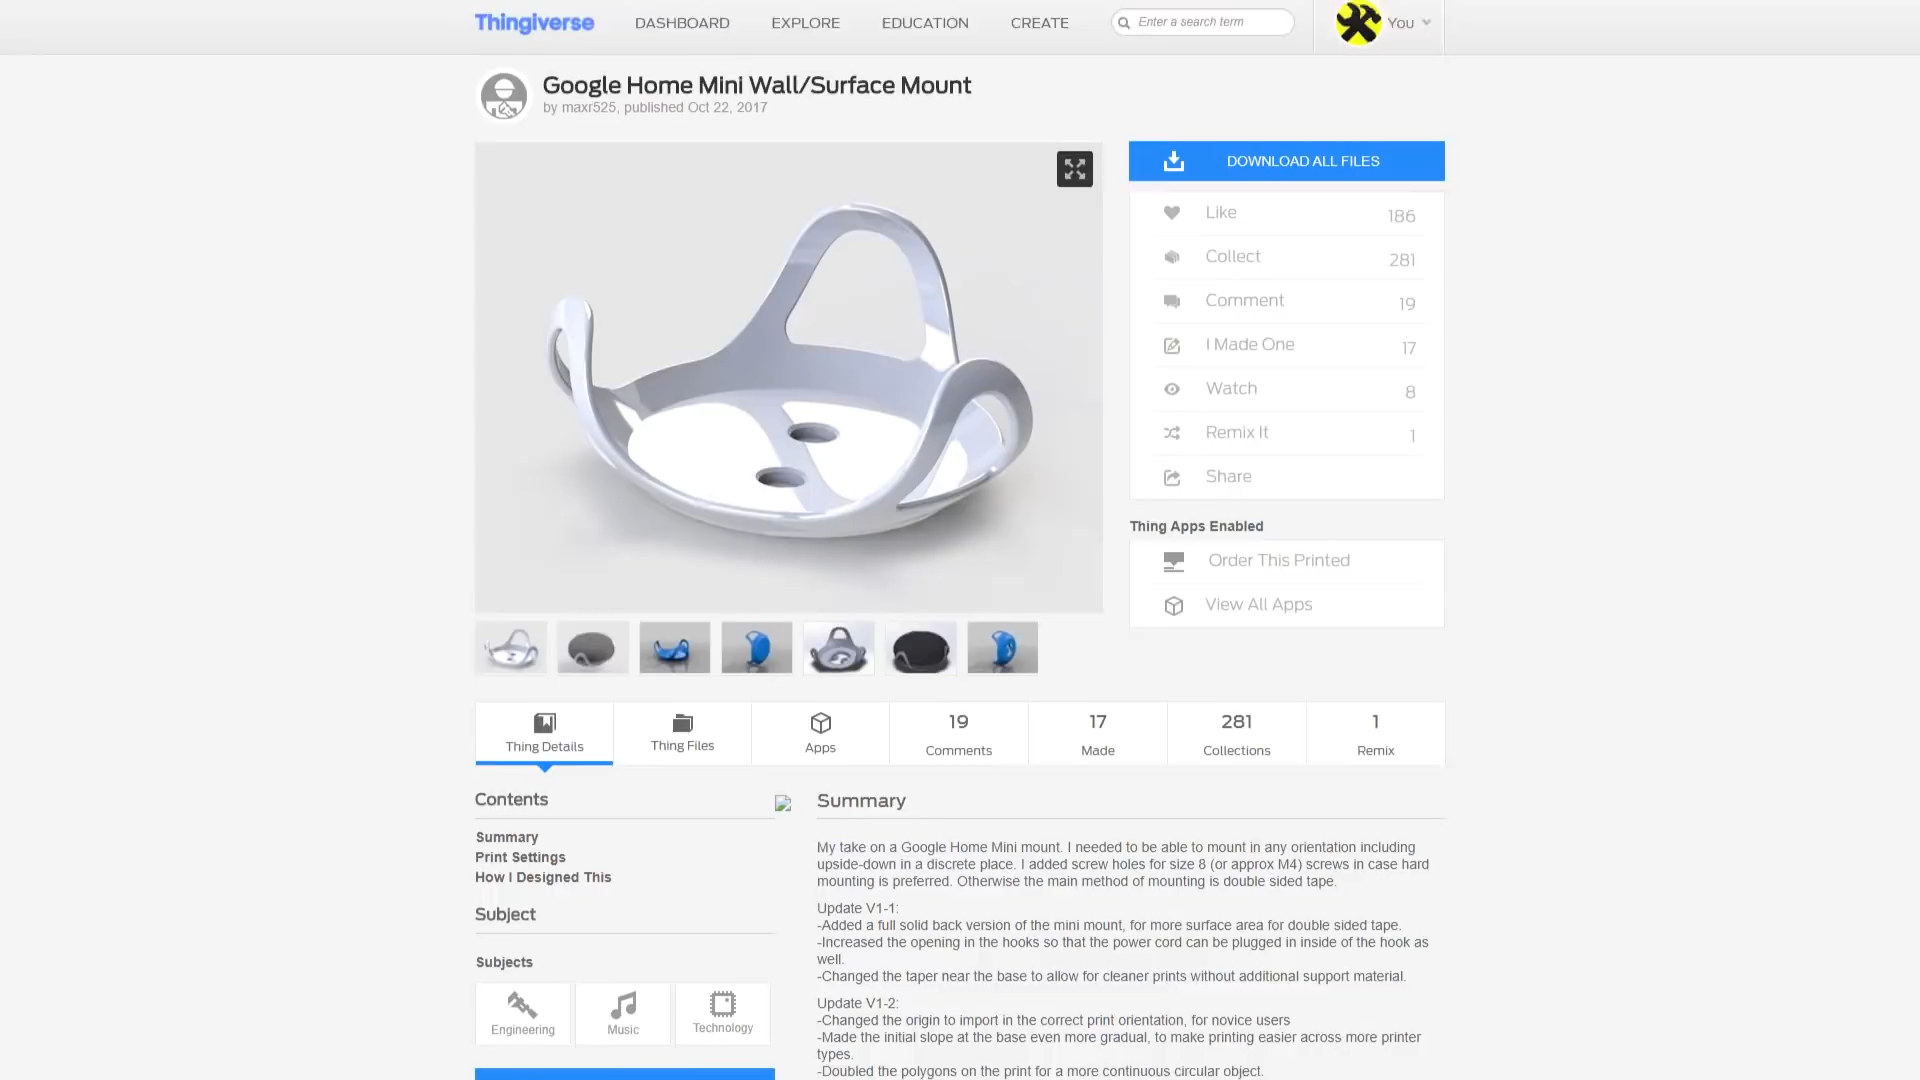 Thingiverse
DASHBOARD
EXPLORE
EDUCATION
CREATE
Enter a search term
You
Google Home Mini Wall/Surface Mount
by maxr525, published Oct 22, 2017
DOWNLOAD ALL FILES
Like 186
Collect 281
Comment 19
I Made One 17
Watch 8
Remix It 1
Share
Thing Apps Enabled
Order This Printed
View All Apps
Thing Details
Thing Files
Apps
19
Comments
17
Made
281
Collections
1
Remix
Contents
Summary
Print Settings
How I Designed This
Subject
Subjects
Engineering
Music
Technology
Summary
My take on a Google Home Mini mount. I needed to be able to mount in any orientation including
upside-down in a discrete place. I added screw holes for size 8 (or approx M4) screws in case hard
mounting is preferred. Otherwise the main method of mounting is double sided tape.
Update V1-1:
-Added a full solid back version of the mini mount, for more surface area for double sided tape.
-Increased the opening in the hooks so that the power cord can be plugged in inside of the hook as
well.
-Changed the taper near the base to allow for cleaner prints without additional support material.
Update V1-2:
-Changed the origin to import in the correct print orientation, for novice users
-Made the initial slope at the base even more gradual, to make printing easier across more printer
types.
-Doubled the polygons on the print for a more continuous circular object.